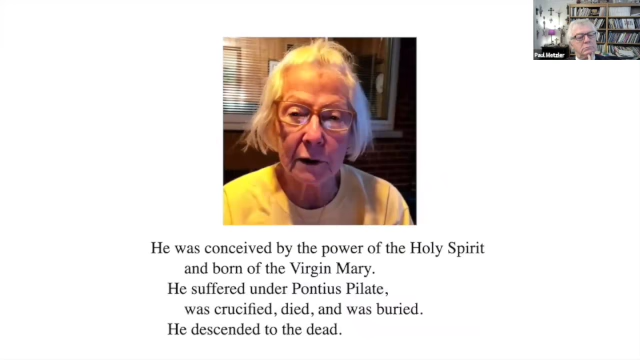 Paul Metzler
He was conceived by the power of the Holy Spirit
and born of the Virgin Mary.
He suffered under Pontius Pilate,
was crucified, died, and was buried.
He descended to the dead.